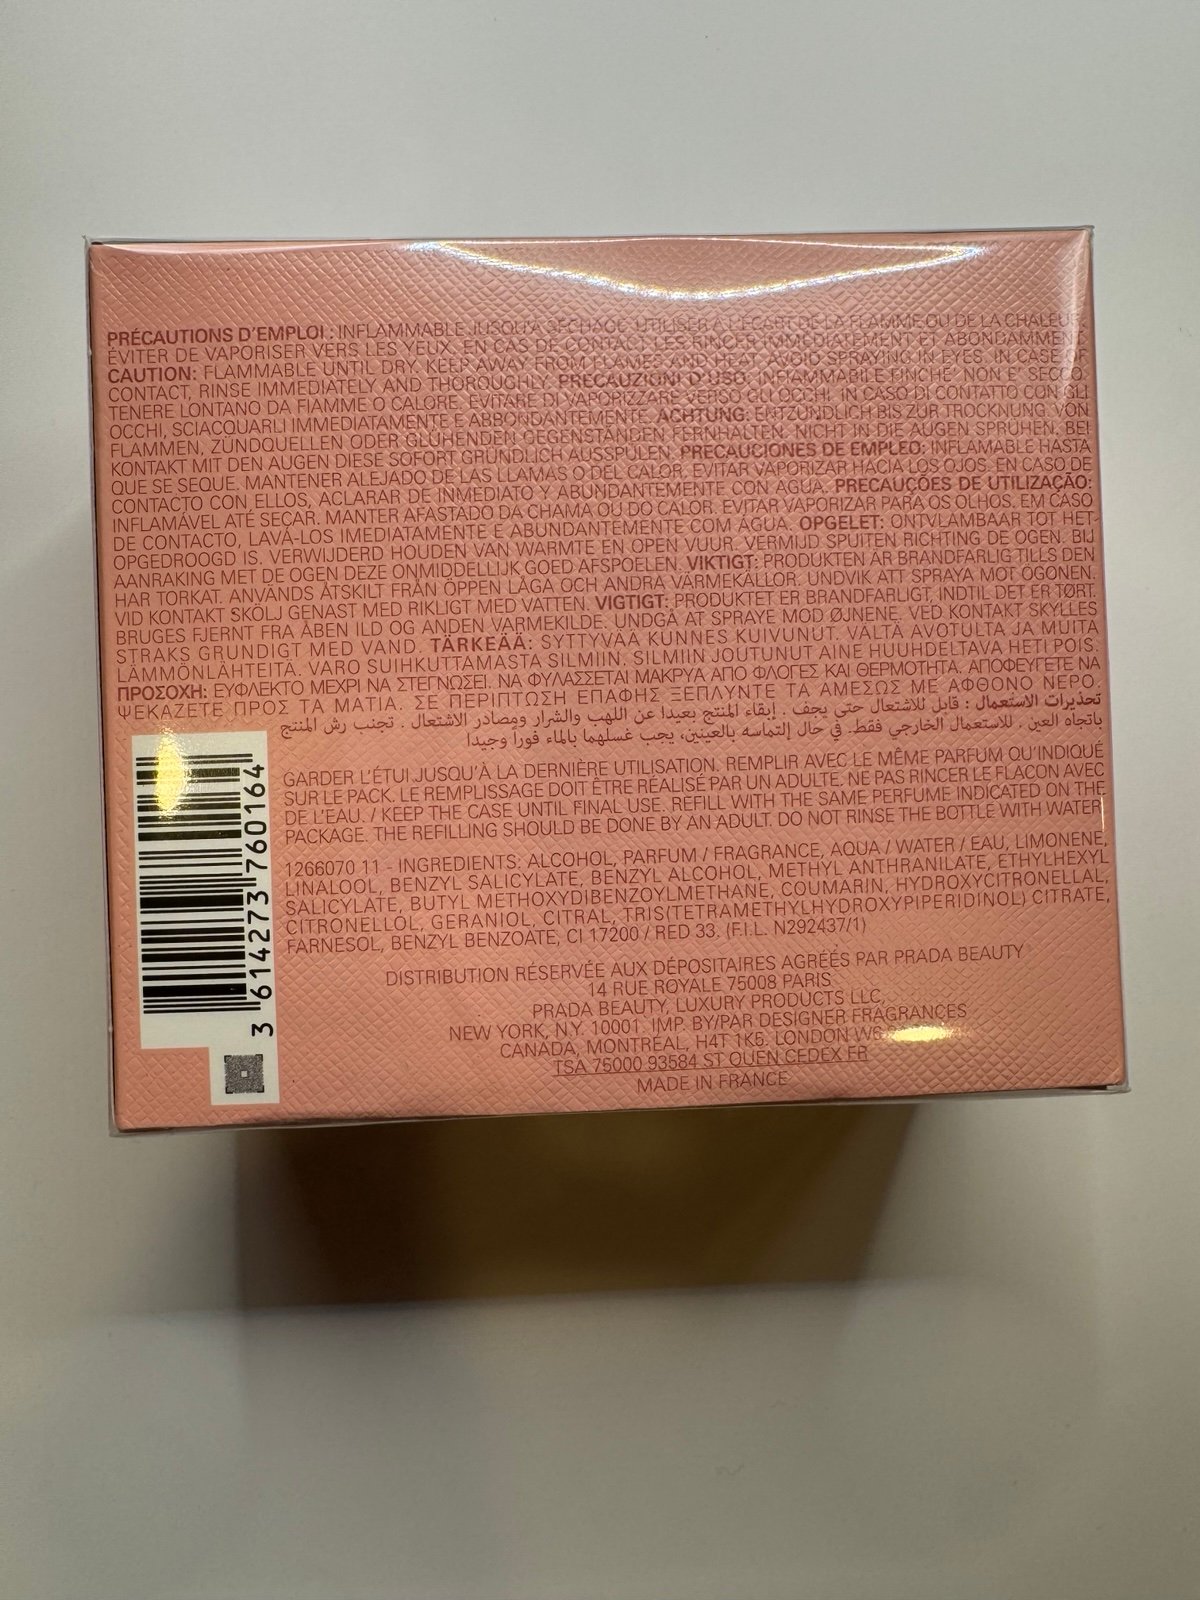 PRÉCAUTIONS D'EMPLOI : INFLAMMABLE JUSQU'À SÉCHAGE. UTILISER À L'ÉCART DE LA FLAMME OU DE LA CHALEUR.
ÉVITER DE VAPORISER VERS LES YEUX. EN CAS DE CONTACT, LES RINCER IMMÉDIATEMENT ET ABONDAMMENT.
CAUTION: FLAMMABLE UNTIL DRY. KEEP AWAY FROM FLAMES AND HEAT. AVOID SPRAYING IN EYES. IN CASE OF
CONTACT, RINSE IMMEDIATELY AND THOROUGHLY. PRECAUZIONI D'USO: INFIAMMABILE FINCHE' NON E' SECCO.
TENERE LONTANO DA FIAMME O CALORE. EVITARE DI VAPORIZZARE VERSO GLI OCCHI. IN CASO DI CONTATTO CON GLI
OCCHI, SCIACQUARLI IMMEDIATAMENTE E ABBONDANTEMENTE. ACHTUNG: ENTZÜNDLICH BIS ZUR TROCKNUNG. VON
FLAMMEN, ZÜNDQUELLEN ODER GLÜHENDEN GEGENSTÄNDEN FERNHALTEN. NICHT IN DIE AUGEN SPRÜHEN. BEI
KONTAKT MIT DEN AUGEN DIESE SOFORT GRÜNDLICH AUSSPÜLEN. PRECAUCIONES DE EMPLEO: INFLAMABLE HASTA
QUE SE SEQUE. MANTENER ALEJADO DE LAS LLAMAS O DEL CALOR. EVITAR VAPORIZAR HACIA LOS OJOS. EN CASO DE
CONTACTO CON ELLOS, ACLARAR DE INMEDIATO Y ABUNDANTEMENTE CON AGUA. PRECAUÇÕES DE UTILIZAÇÃO:
INFLAMÁVEL ATÉ SECAR. MANTER AFASTADO DA CHAMA OU DO CALOR. EVITAR VAPORIZAR PARA OS OLHOS. EM CASO
DE CONTACTO, LAVÁ-LOS IMEDIATAMENTE E ABUNDANTEMENTE COM ÁGUA. OPGELET: ONTVLAMBAAR TOT HET
OPGEDROOGD IS. VERWIJDERD HOUDEN VAN WARMTE EN OPEN VUUR. VERMIJD SPUITEN RICHTING DE OGEN. BIJ
AANRAKING MET DE OGEN DEZE ONMIDDELLIJK GOED AFSPOELEN. VIKTIGT: PRODUKTEN ÄR BRANDFARLIG TILLS DEN
HAR TORKAT. ANVÄNDS ÅTSKILT FRÅN ÖPPEN LÅGA OCH ANDRA VÄRMEKÄLLOR. UNDVIK ATT SPRAYA MOT ÖGONEN.
VID KONTAKT SKÖLJ GENAST MED RIKLIGT MED VATTEN. VIGTIGT: PRODUKTET ER BRANDFARLIGT, INDTIL DET ER TØRT.
BRUGES FJERNT FRA ÅBEN ILD OG ANDEN VARMEKILDE. UNDGÅ AT SPRAYE MOD ØJNENE. VED KONTAKT SKYLLES
STRAKS GRUNDIGT MED VAND. TÄRKEÄÄ: SYTTYVÄÄ KUNNES KUIVUNUT. VÄLTÄ AVOTULTA JA MUITA
LÄMMÖNLÄHTEITÄ. VARO SUIHKUTTAMASTA SILMIIN. SILMIIN JOUTUNUT AINE HUUHDELTAVA HETI POIS.
ΠΡΟΣΟΧΗ: ΕΥΦΛΕΚΤΟ ΜΕΧΡΙ ΝΑ ΣΤΕΓΝΩΣΕΙ. ΝΑ ΦΥΛΑΣΣΕΤΑΙ ΜΑΚΡΥΑ ΑΠΟ ΦΛΟΓΕΣ ΚΑΙ ΘΕΡΜΟΤΗΤΑ. ΑΠΟΦΕΥΓΕΤΕ ΝΑ
ΨΕΚΑΖΕΤΕ ΠΡΟΣ ΤΑ ΜΑΤΙΑ. ΣΕ ΠΕΡΙΠΤΩΣΗ ΕΠΑΦΗΣ ΞΕΠΛΥΝΤΕ ΤΑ ΑΜΕΣΩΣ ΜΕ ΑΦΘΟΝΟ ΝΕΡΟ.
تحذيرات الاستعمال : قابل للاشتعال حتى يجف . إبقاء المنتج بعيدا عن اللهب والشرار ومصادر الاشتعال . تجنب رش المنتج
باتجاه العين . للاستعمال الخارجي فقط. في حال إلتماسه بالعينين، يجب غسلهما بالماء فورا وجيدا
GARDER L'ÉTUI JUSQU'À LA DERNIÈRE UTILISATION. REMPLIR AVEC LE MÊME PARFUM QU'INDIQUÉ
SUR LE PACK. LE REMPLISSAGE DOIT ÊTRE RÉALISÉ PAR UN ADULTE. NE PAS RINCER LE FLACON AVEC
DE L'EAU. / KEEP THE CASE UNTIL FINAL USE. REFILL WITH THE SAME PERFUME INDICATED ON THE
PACKAGE. THE REFILLING SHOULD BE DONE BY AN ADULT. DO NOT RINSE THE BOTTLE WITH WATER.
1266070 11 - INGREDIENTS: ALCOHOL, PARFUM / FRAGRANCE, AQUA / WATER / EAU, LIMONENE,
LINALOOL, BENZYL SALICYLATE, BENZYL ALCOHOL, METHYL ANTHRANILATE, ETHYLHEXYL
SALICYLATE, BUTYL METHOXYDIBENZOYLMETHANE, COUMARIN, HYDROXYCITRONELLAL,
CITRONELLOL, GERANIOL, CITRAL, TRIS(TETRAMETHYLHYDROXYPIPERIDINOL) CITRATE,
FARNESOL, BENZYL BENZOATE, CI 17200 / RED 33. (F.I.L. N292437/1)
DISTRIBUTION RÉSERVÉE AUX DÉPOSITAIRES AGRÉÉS PAR PRADA BEAUTY
14 RUE ROYALE 75008 PARIS
PRADA BEAUTY, LUXURY PRODUCTS LLC,
NEW YORK, N.Y. 10001. IMP. BY/PAR DESIGNER FRAGRANCES
CANADA, MONTRÉAL, H4T 1K5. LONDON
TSA 75000 93584 ST OUEN CEDEX FR
MADE IN FRANCE
3 614273 760164